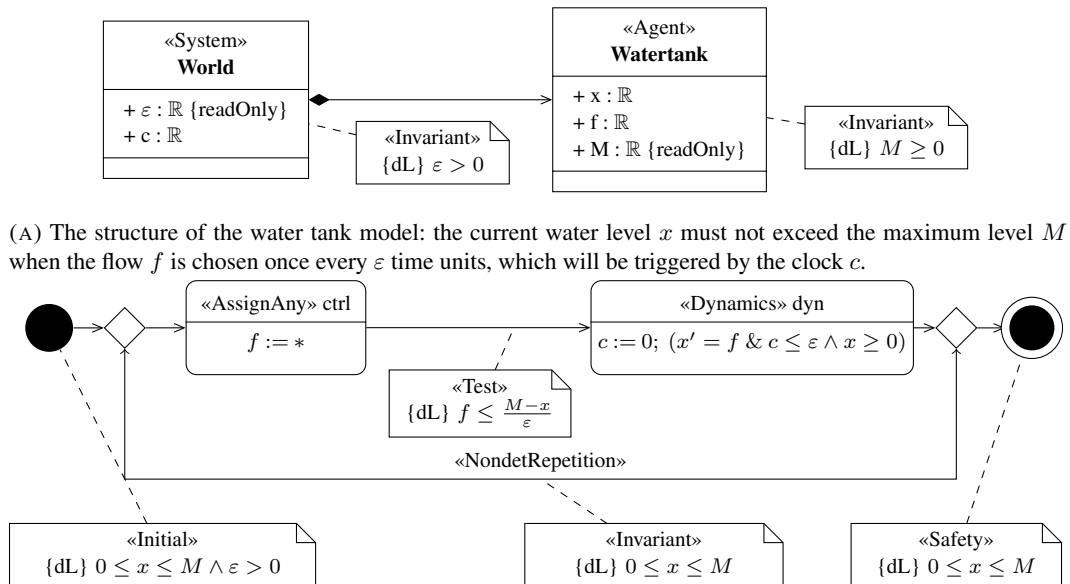 «System»
World
+ ε : ℝ {readOnly}
+ c : ℝ
«Invariant»
{dL} ε > 0
«Agent»
Watertank
+ x : ℝ
+ f : ℝ
+ M : ℝ {readOnly}
«Invariant»
{dL} M ≥ 0
(A) The structure of the water tank model: the current water level x must not exceed the maximum level M
when the flow f is chosen once every ε time units, which will be triggered by the clock c.
«AssignAny» ctrl
f := ∗
«Dynamics» dyn
c := 0; (x′ = f & c ≤ ε ∧ x ≥ 0)
«Test»
{dL} f ≤ (M−x)/ε
«NondetRepetition»
«Initial»
{dL} 0 ≤ x ≤ M ∧ ε > 0
«Invariant»
{dL} 0 ≤ x ≤ M
«Safety»
{dL} 0 ≤ x ≤ M